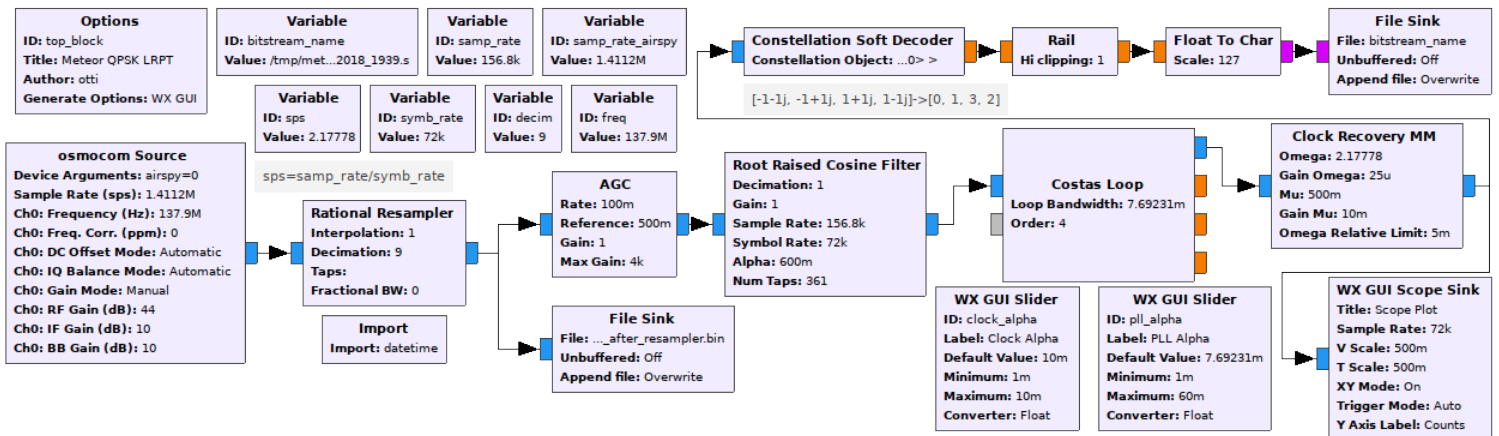 Options
ID: top_block
Title: Meteor QPSK LRPT
Author: otti
Generate Options: WX GUI
Variable
ID: bitstream_name
Value: /tmp/met...2018_1939.s
Variable
ID: samp_rate
Value: 156.8k
Variable
ID: samp_rate_airspy
Value: 1.4112M
Variable
ID: sps
Value: 2.17778
Variable
ID: symb_rate
Value: 72k
Variable
ID: decim
Value: 9
Variable
ID: freq
Value: 137.9M
sps=samp_rate/symb_rate
Constellation Soft Decoder
Constellation Object: ...0> >
[-1-1j, -1+1j, 1+1j, 1-1j]->[0, 1, 3, 2]
Rail
Hi clipping: 1
Float To Char
Scale: 127
File Sink
File: bitstream_name
Unbuffered: Off
Append file: Overwrite
osmocom Source
Device Arguments: airspy=0
Sample Rate (sps): 1.4112M
Ch0: Frequency (Hz): 137.9M
Ch0: Freq. Corr. (ppm): 0
Ch0: DC Offset Mode: Automatic
Ch0: IQ Balance Mode: Automatic
Ch0: Gain Mode: Manual
Ch0: RF Gain (dB): 44
Ch0: IF Gain (dB): 10
Ch0: BB Gain (dB): 10
Rational Resampler
Interpolation: 1
Decimation: 9
Taps:
Fractional BW: 0
Import
Import: datetime
AGC
Rate: 100m
Reference: 500m
Gain: 1
Max Gain: 4k
File Sink
File: ..._after_resampler.bin
Unbuffered: Off
Append file: Overwrite
Root Raised Cosine Filter
Decimation: 1
Gain: 1
Sample Rate: 156.8k
Symbol Rate: 72k
Alpha: 600m
Num Taps: 361
Costas Loop
Loop Bandwidth: 7.69231m
Order: 4
Clock Recovery MM
Omega: 2.17778
Gain Omega: 25u
Mu: 500m
Gain Mu: 10m
Omega Relative Limit: 5m
WX GUI Slider
ID: clock_alpha
Label: Clock Alpha
Default Value: 10m
Minimum: 1m
Maximum: 10m
Converter: Float
WX GUI Slider
ID: pll_alpha
Label: PLL Alpha
Default Value: 7.69231m
Minimum: 1m
Maximum: 60m
Converter: Float
WX GUI Scope Sink
Title: Scope Plot
Sample Rate: 72k
V Scale: 500m
T Scale: 500m
XY Mode: On
Trigger Mode: Auto
Y Axis Label: Counts